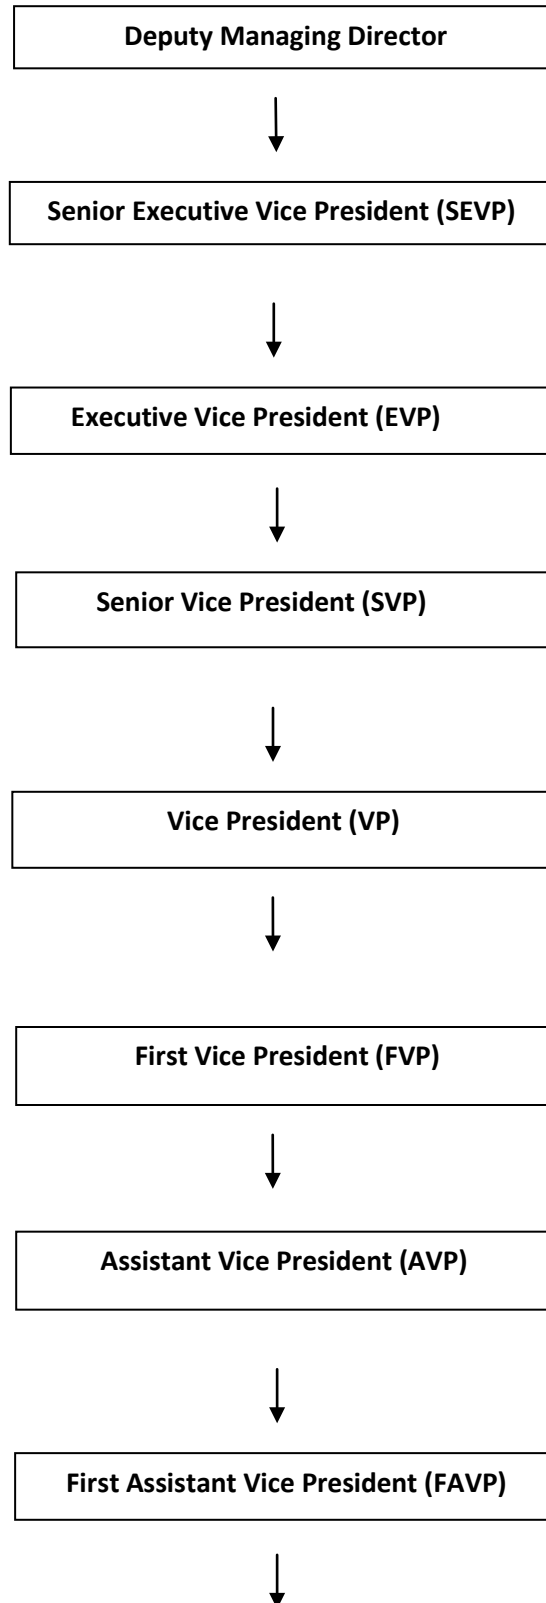 Deputy Managing Director
Senior Executive Vice President (SEVP)
Executive Vice President (EVP)
Senior Vice President (SVP)
Vice President (VP)
First Vice President (FVP)
Assistant Vice President (AVP)
First Assistant Vice President (FAVP)